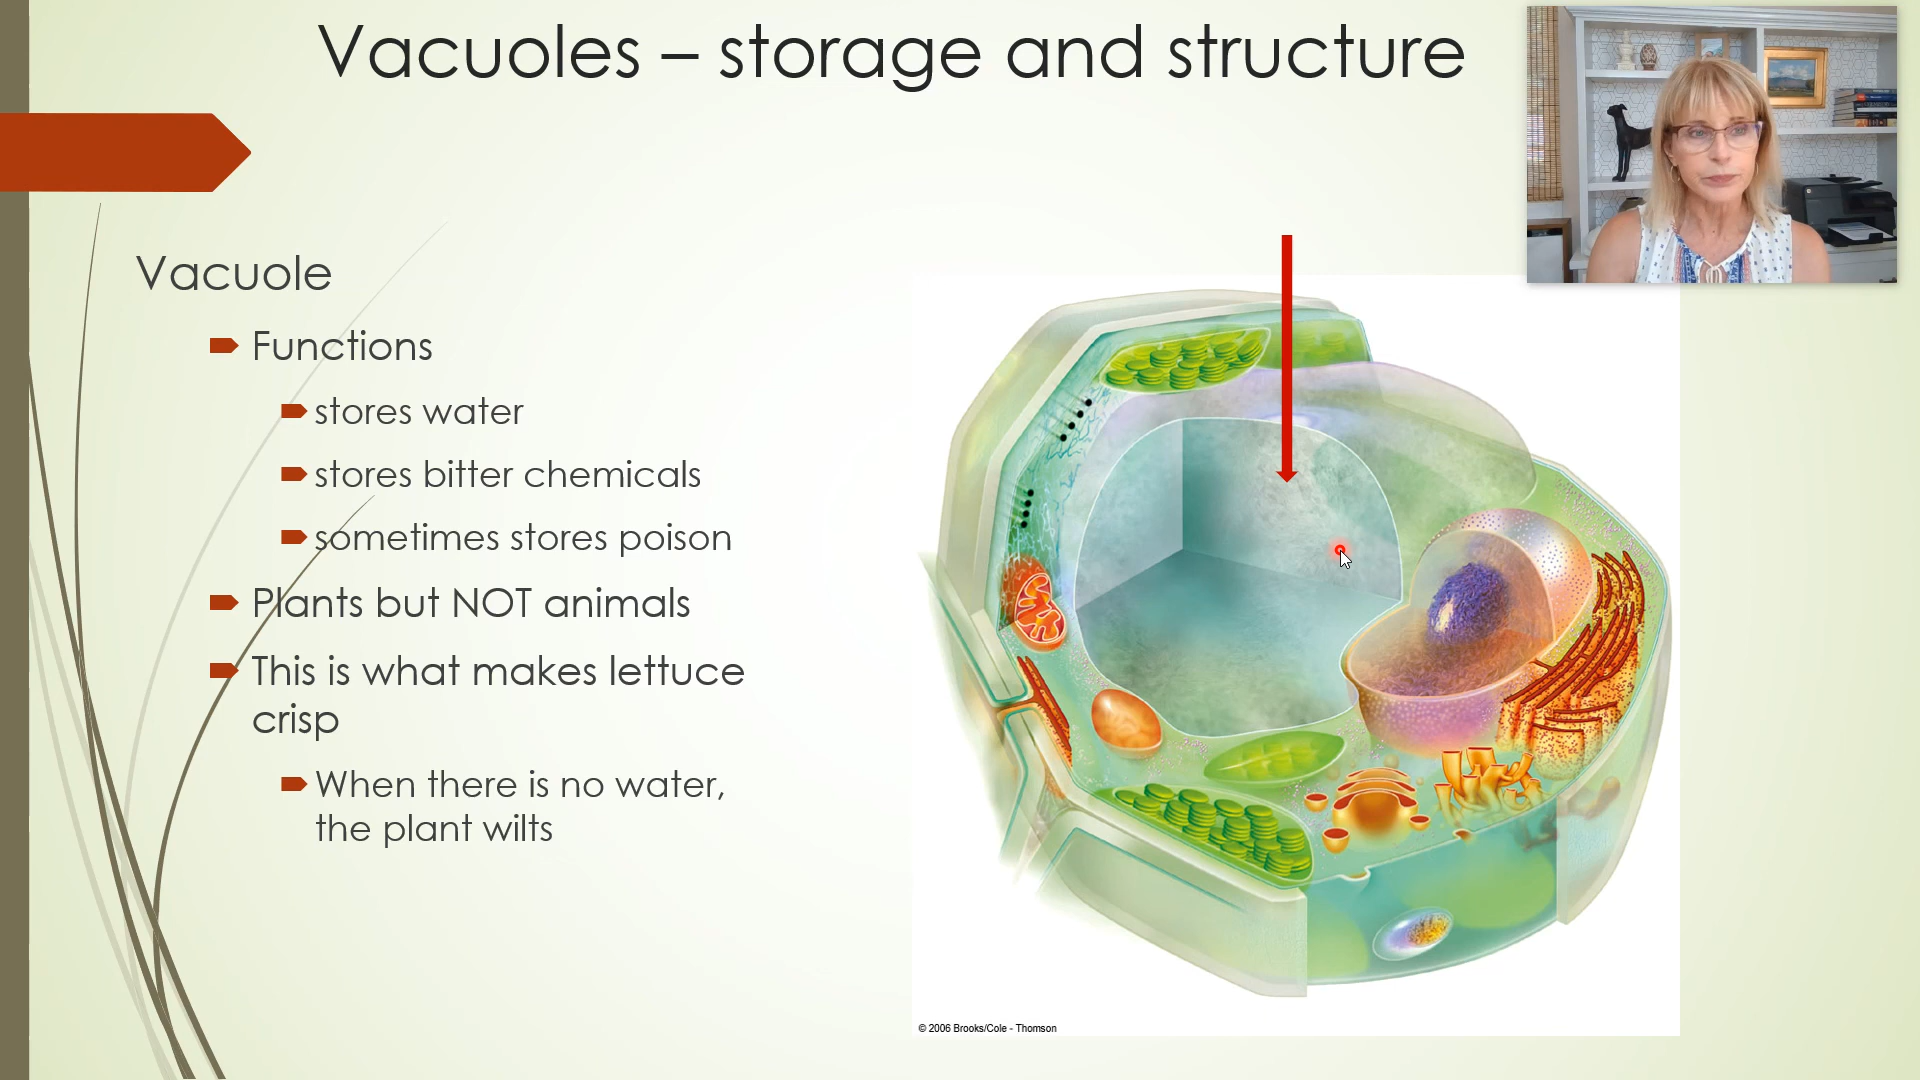 Vacuoles – storage and structure
Vacuole
Functions
stores water
stores bitter chemicals
sometimes stores poison
Plants but NOT animals
This is what makes lettuce
crisp
When there is no water,
the plant wilts
© 2006 Brooks/Cole - Thomson